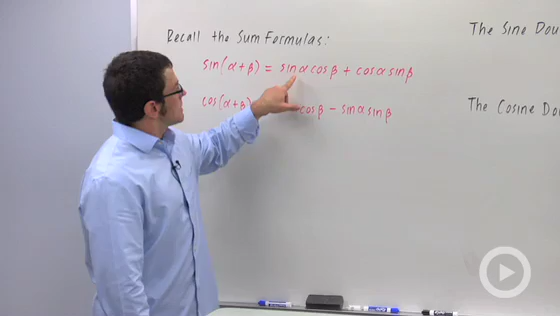 Recall the Sum Formulas:
sin(α+β) = sinα cosβ + cosα sinβ
cos(α+β) cosβ − sinα sinβ
The Sine Dou
The Cosine Dou